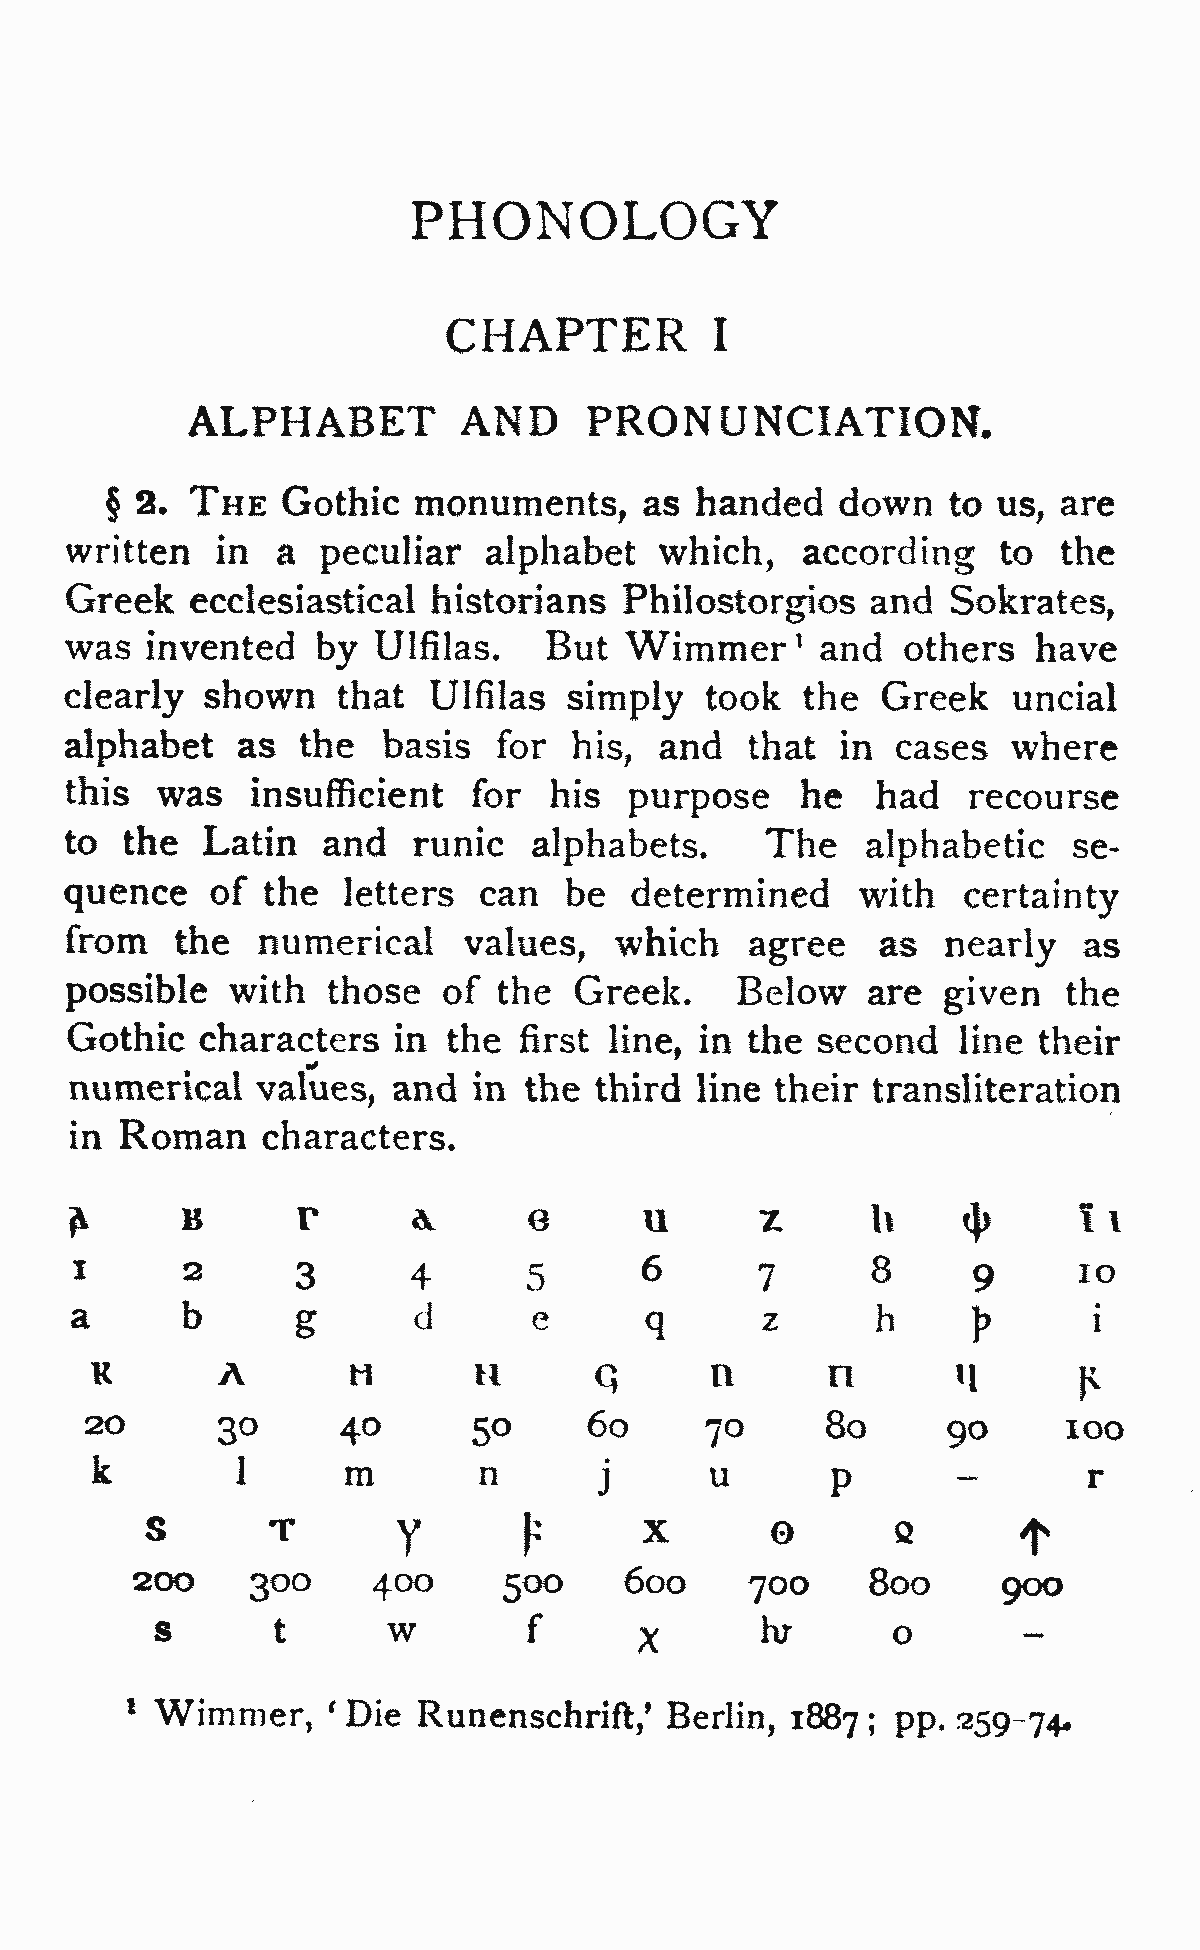 PHONOLOGY
CHAPTER I
ALPHABET AND PRONUNCIATION.
§ 2. THE Gothic monuments, as handed down to us, are
written in a peculiar alphabet which, according to the
Greek ecclesiastical historians Philostorgios and Sokrates,
was invented by Ulfilas. But Wimmer¹ and others have
clearly shown that Ulfilas simply took the Greek uncial
alphabet as the basis for his, and that in cases where
this was insufficient for his purpose he had recourse
to the Latin and runic alphabets. The alphabetic se-
quence of the letters can be determined with certainty
from the numerical values, which agree as nearly as
possible with those of the Greek. Below are given the
Gothic characters in the first line, in the second line their
numerical values, and in the third line their transliteration
in Roman characters.
𐌰 𐌱 𐌲 𐌳 𐌴 𐌵 𐌶 𐌷 𐌸 𐌹̈ 𐌹
1 2 3 4 5 6 7 8 9 10
a b g d e q z h þ i
𐌺 𐌻 𐌼 𐌽 𐌾 𐌿 𐍀 𐍁 𐍂
20 30 40 50 60 70 80 90 100
k l m n j u p – r
𐍃 𐍄 𐍅 𐍆 𐍇 𐍈 𐍉 𐍊
200 300 400 500 600 700 800 900
s t w f χ ƕ o –
¹ Wimmer, ‘Die Runenschrift,’ Berlin, 1887; pp. 259–74.